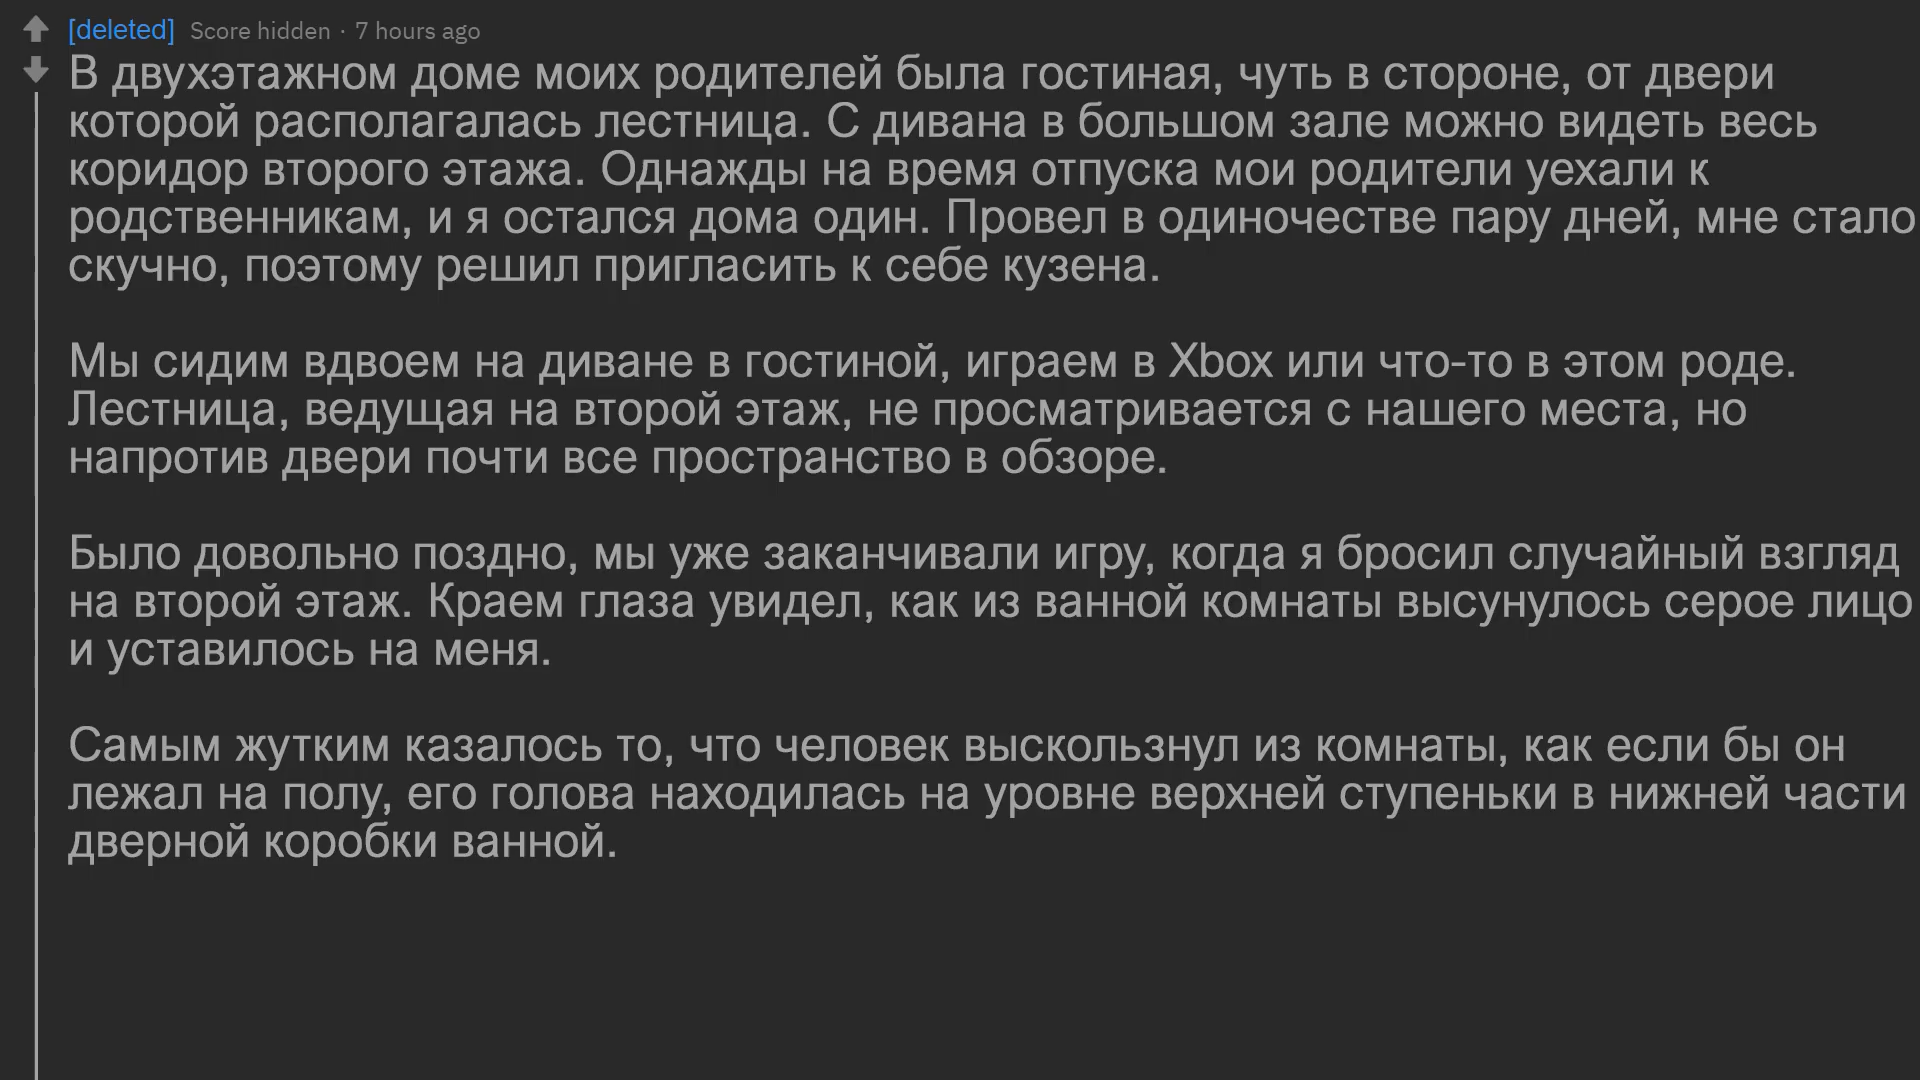 [deleted] Score hidden · 7 hours ago
В двухэтажном доме моих родителей была гостиная, чуть в стороне, от двери
которой располагалась лестница. С дивана в большом зале можно видеть весь
коридор второго этажа. Однажды на время отпуска мои родители уехали к
родственникам, и я остался дома один. Провел в одиночестве пару дней, мне стало
скучно, поэтому решил пригласить к себе кузена.
Мы сидим вдвоем на диване в гостиной, играем в Xbox или что-то в этом роде.
Лестница, ведущая на второй этаж, не просматривается с нашего места, но
напротив двери почти все пространство в обзоре.
Было довольно поздно, мы уже заканчивали игру, когда я бросил случайный взгляд
на второй этаж. Краем глаза увидел, как из ванной комнаты высунулось серое лицо
и уставилось на меня.
Самым жутким казалось то, что человек выскользнул из комнаты, как если бы он
лежал на полу, его голова находилась на уровне верхней ступеньки в нижней части
дверной коробки ванной.